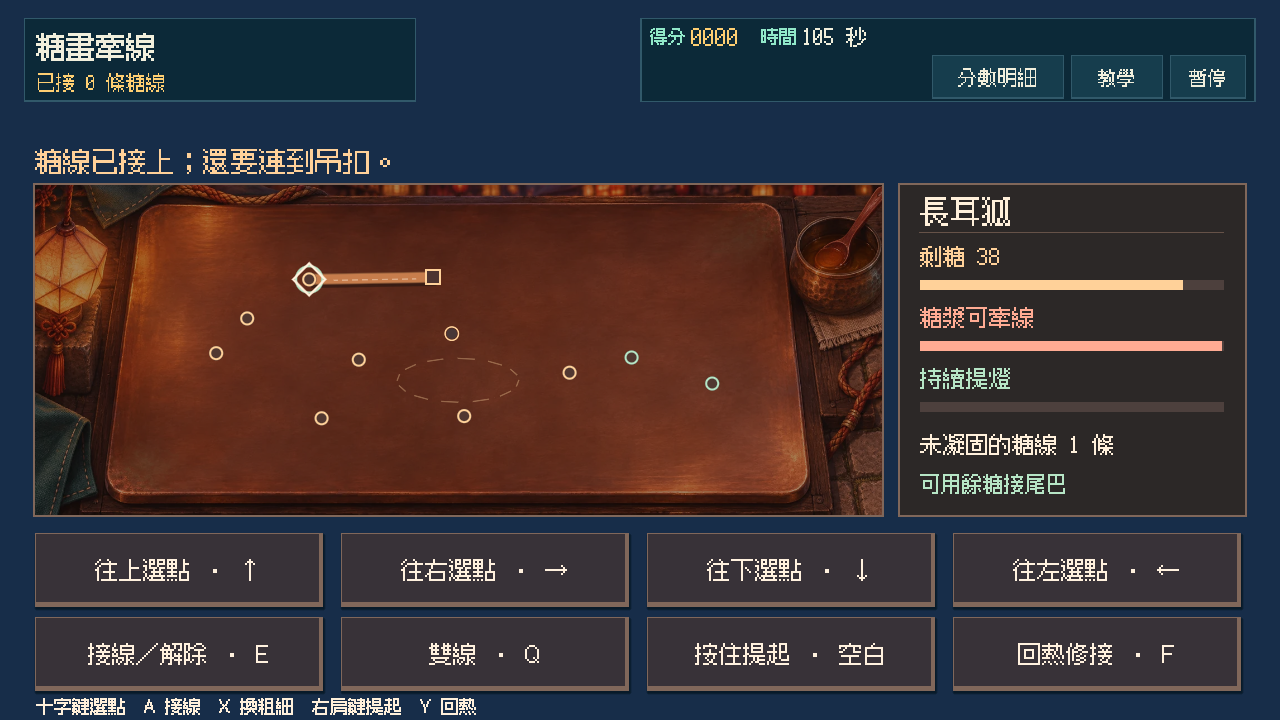 糖畫牽線
已接 0 條糖線
得分 0000 時間 105 秒
分數明細 教學 暫停
糖線已接上；還要連到吊扣。
長耳狐
剩糖 38
糖漿可牽線
持續提燈
未凝固的糖線 1 條
可用餘糖接尾巴
往上選點 · ↑
往右選點 · →
往下選點 · ↓
往左選點 · ←
接線／解除 · E
雙線 · Q
按住提起 · 空白
回熱修接 · F
十字鍵選點 A 接線 X 換粗細 右肩鍵提起 Y 回熱